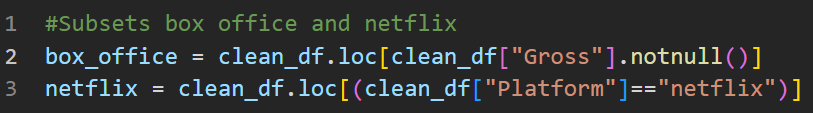 1 #Subsets box office and netflix
2 box_office = clean_df.loc[clean_df["Gross"].notnull()]
3 netflix = clean_df.loc[(clean_df["Platform"]=="netflix")]